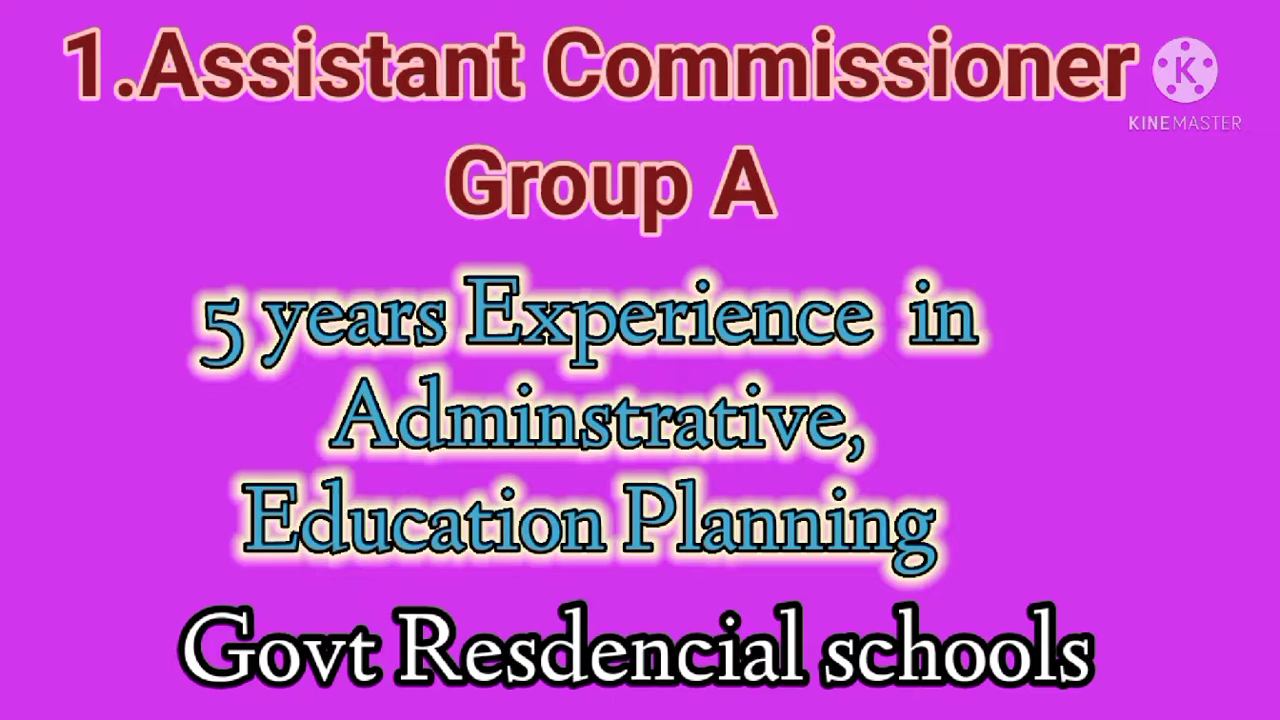 1.Assistant Commissioner
KINEMASTER
Group A
5 years Experience in
Adminstrative,
Education Planning
Govt Resdencial schools